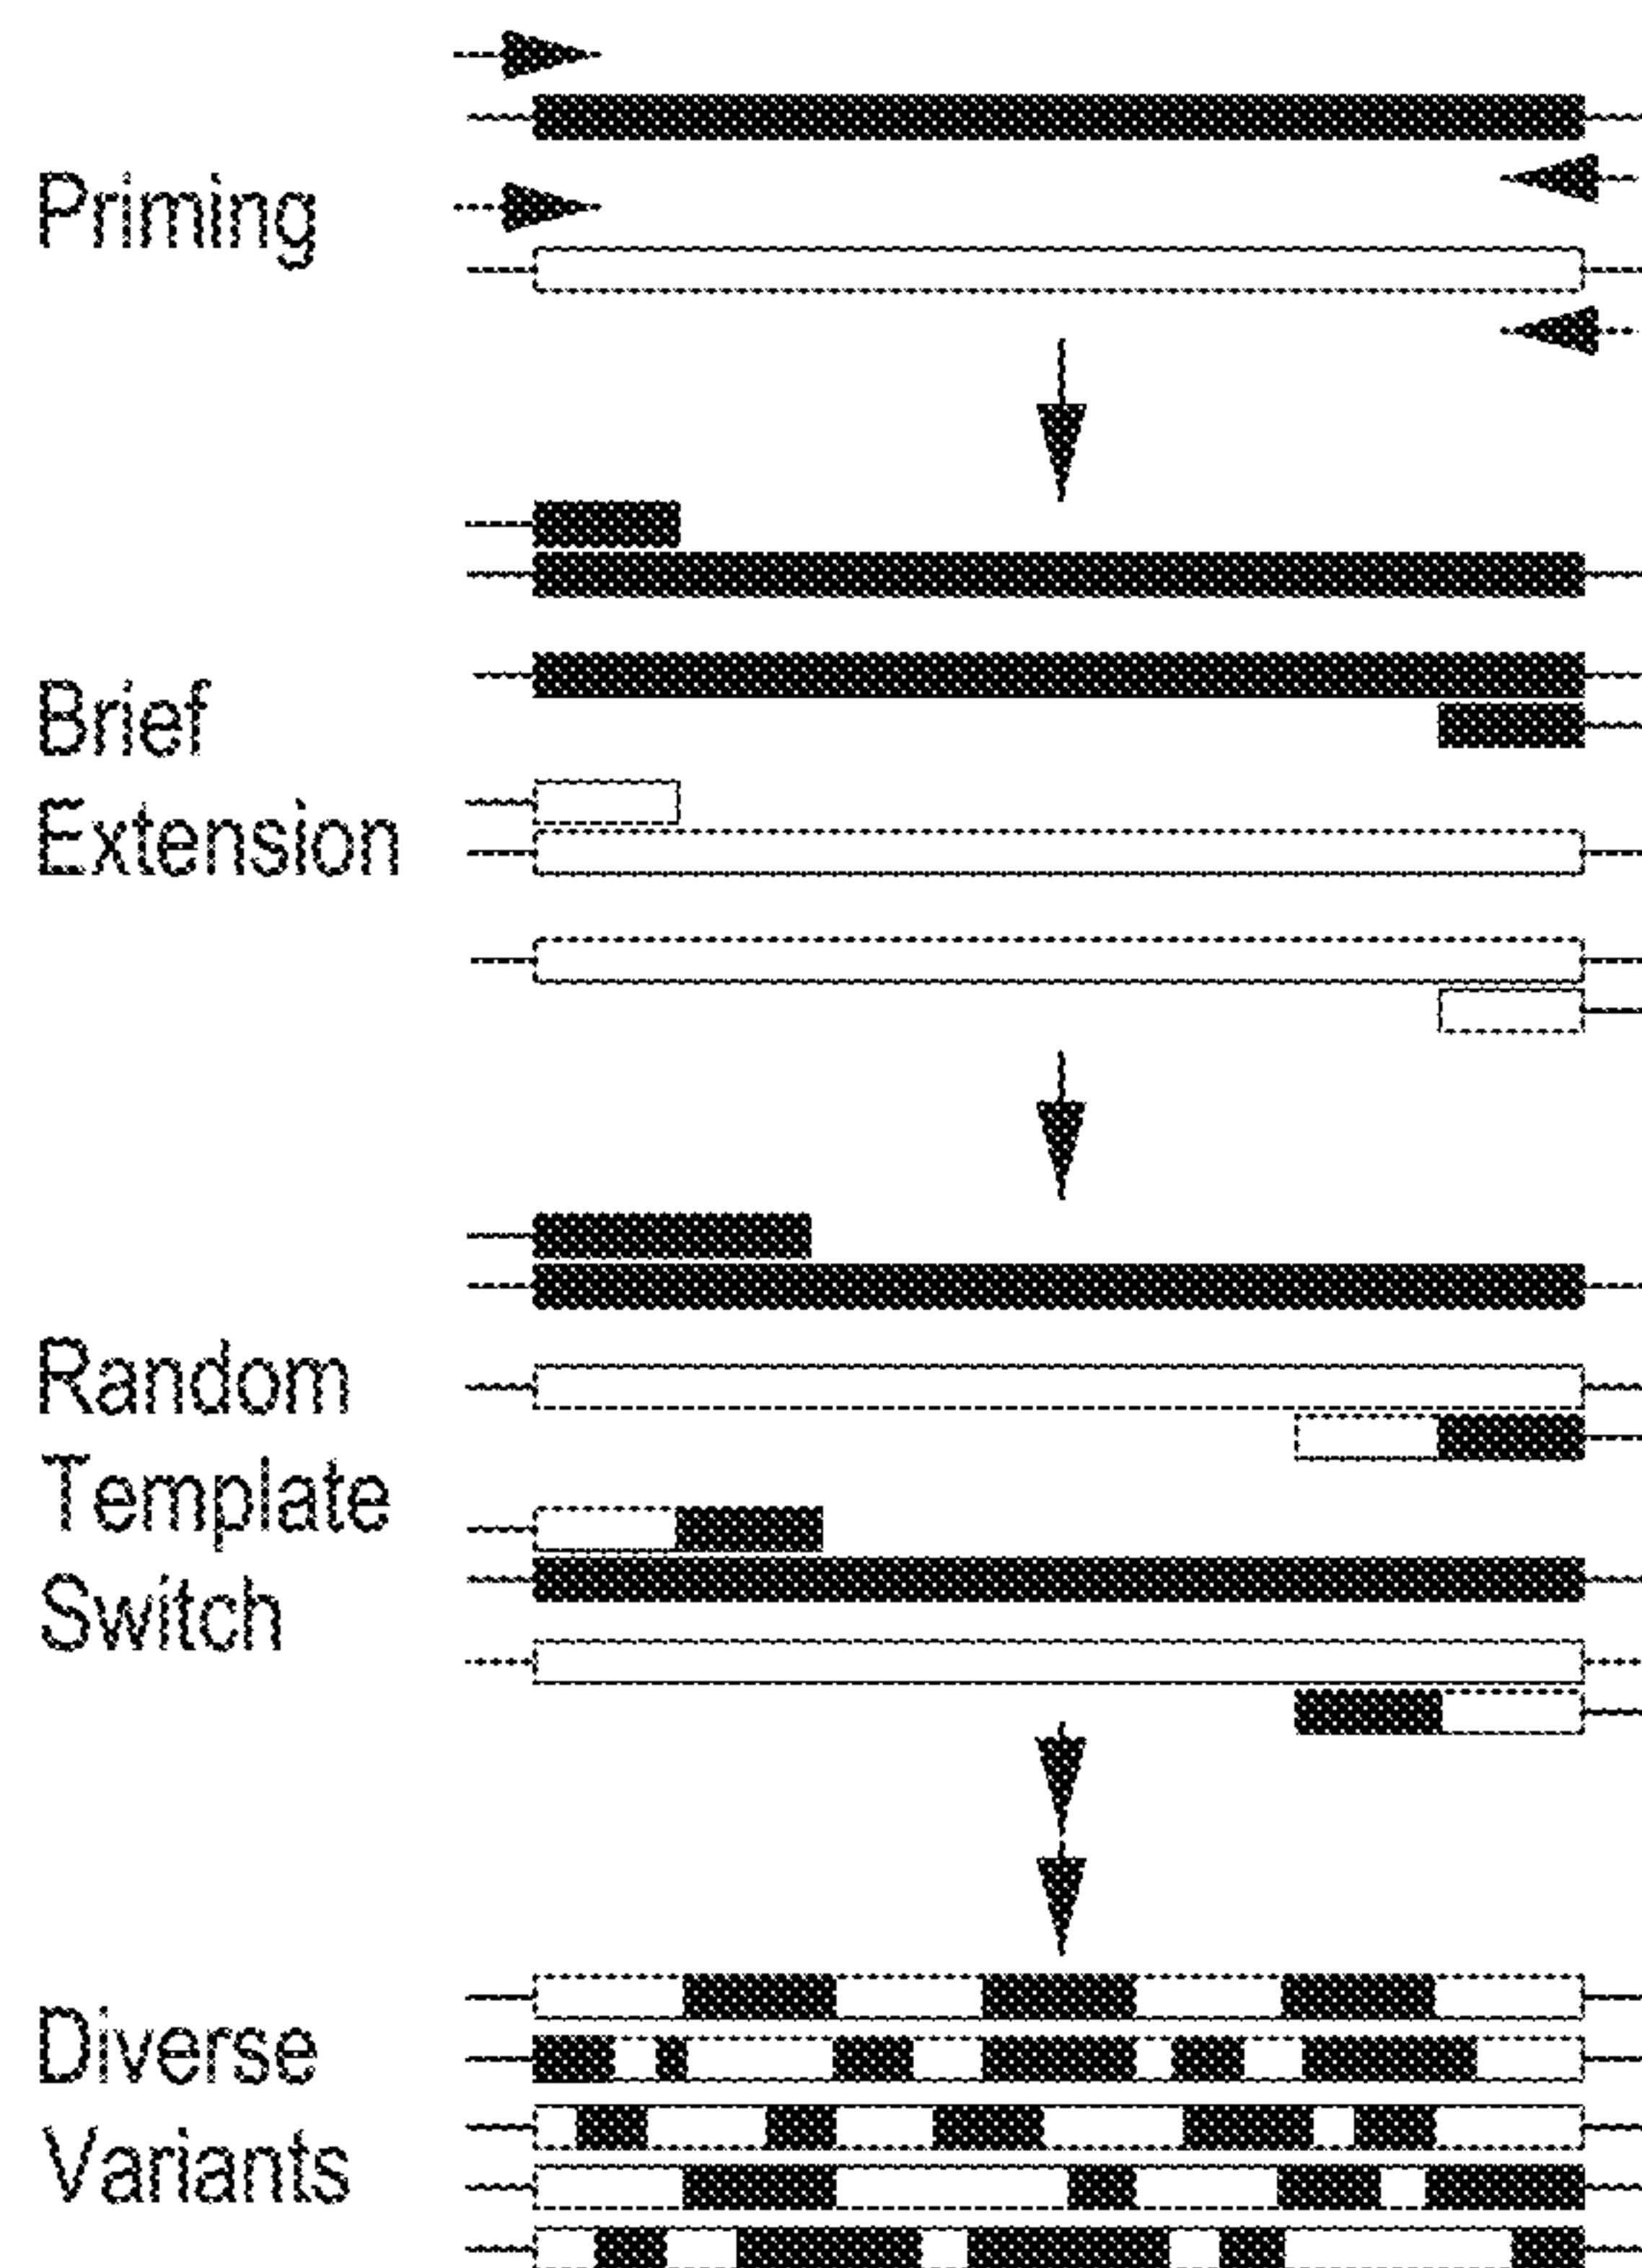 Priming
Brief
Extension
Random
Template
Switch
Diverse
Variants